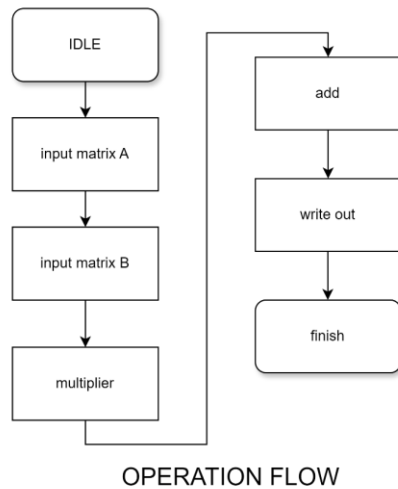 IDLE
input matrix A
input matrix B
multiplier
add
write out
finish
OPERATION FLOW